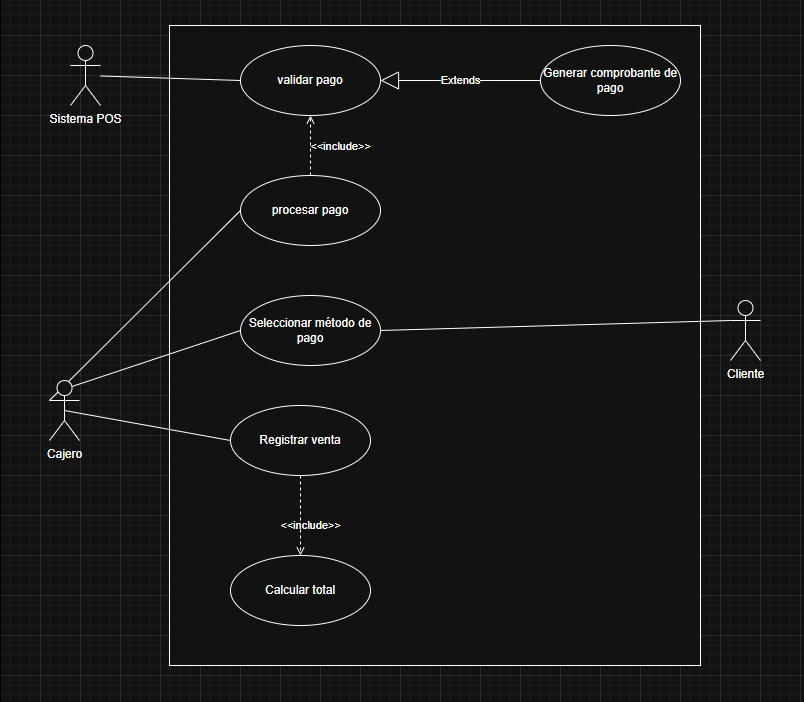 validar pago
Extends
Generar comprobante de
pago
Sistema POS
<<include>>
procesar pago
Seleccionar método de
pago
Cliente
Cajero
Registrar venta
<<include>>
Calcular total